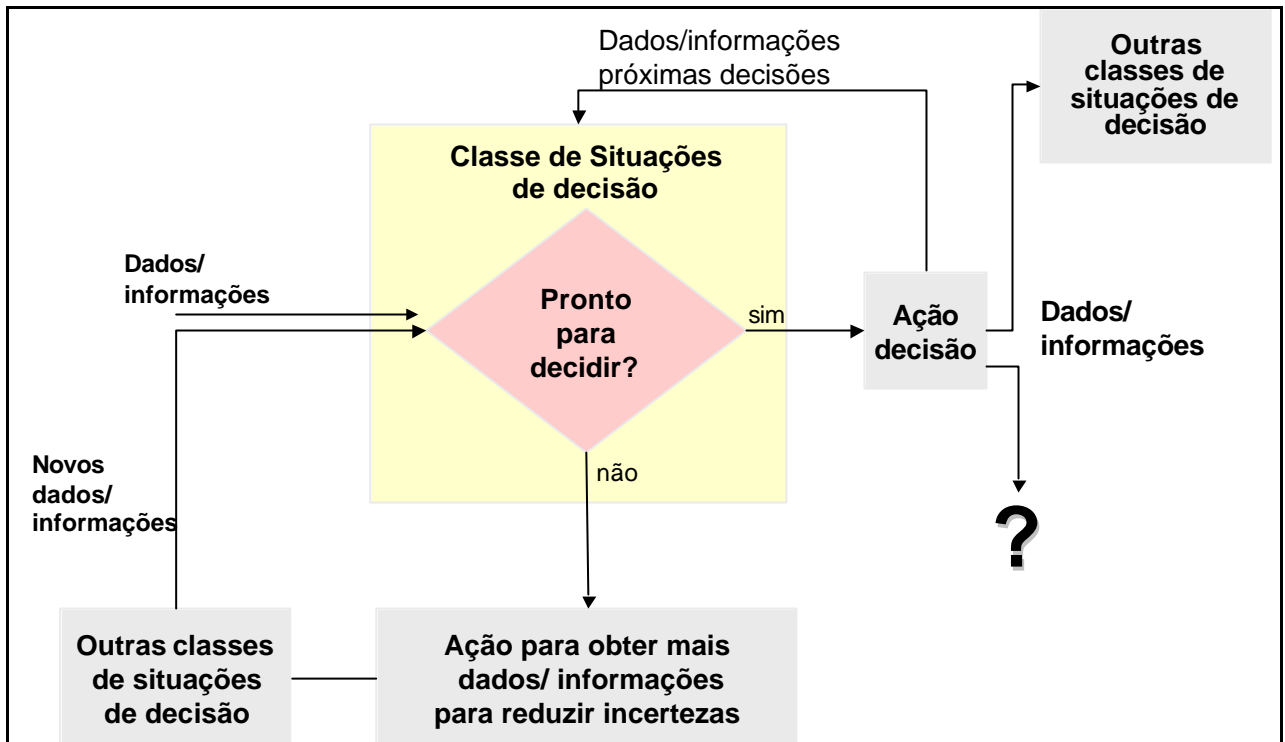 Dados/informações
próximas decisões
Outras
classes de
situações de
decisão
Classe de Situações
de decisão
Dados/
informações
Pronto
para
decidir?
sim
Ação
decisão
Dados/
informações
não
Novos
dados/
informações
?
Outras classes
de situações
de decisão
Ação para obter mais
dados/ informações
para reduzir incertezas